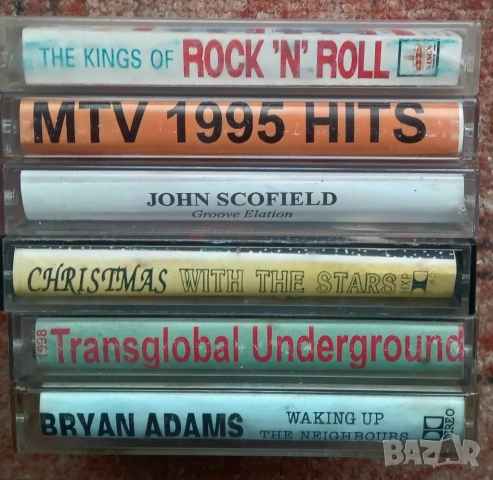 THE KINGS OF ROCK 'N' ROLL
KINGS
MTV 1995 HITS
JOHN SCOFIELD
Groove Elation
CHRISTMAS WITH THE STARS
1998 Transglobal Underground
BRYAN ADAMS WAKING UP
THE NEIGHBOURS
STEREO
BAZAR